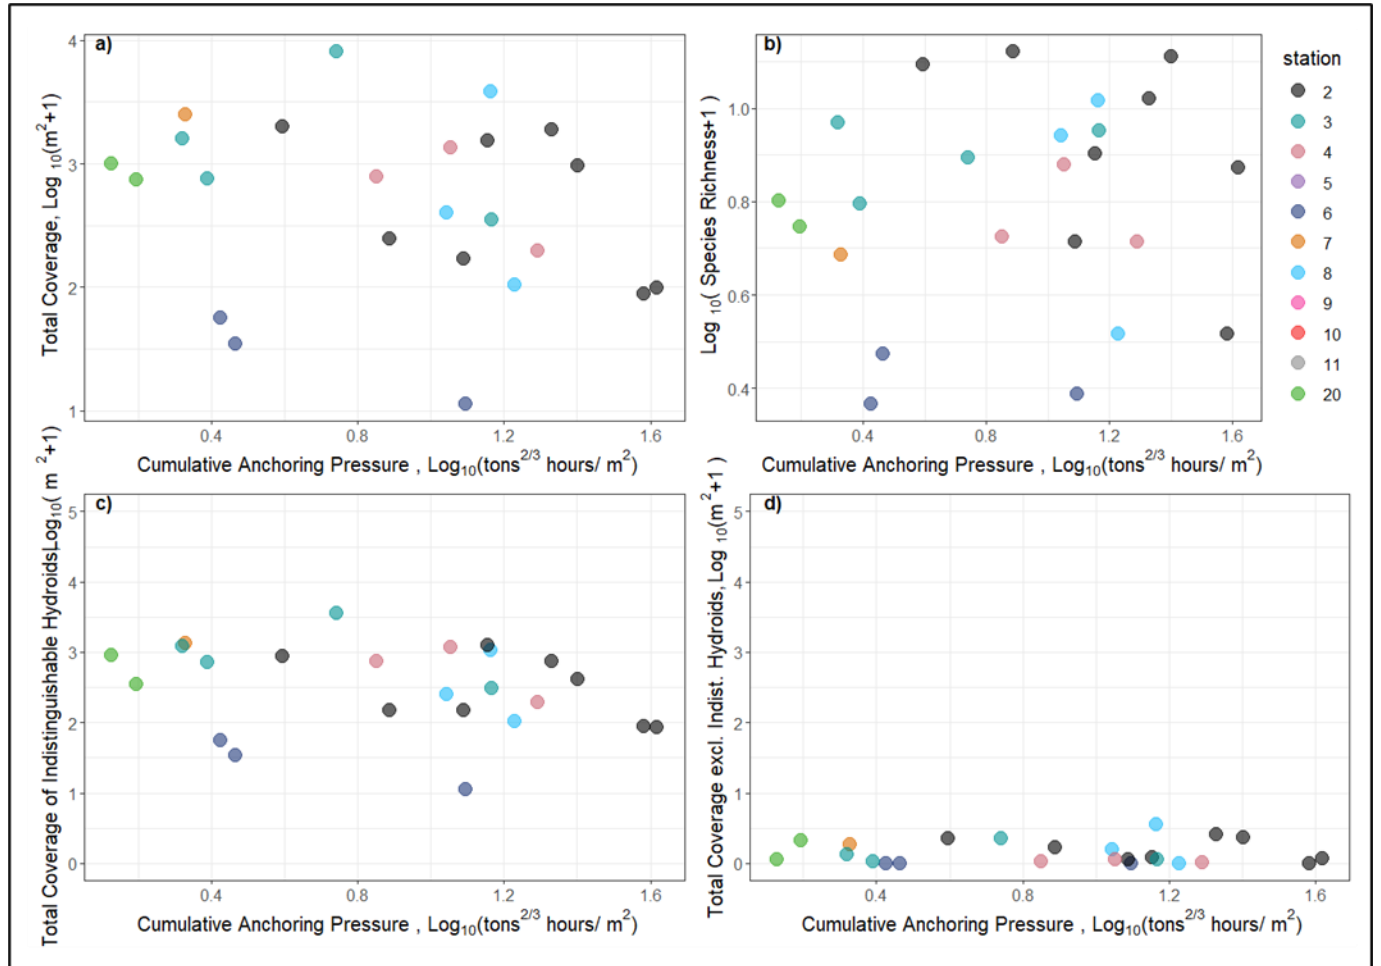 a)
Total Coverage, Log 10(m²+1)
4
3
2
1
0.4 0.8 1.2 1.6
Cumulative Anchoring Pressure , Log10(tons2/3 hours/ m²)
b)
Log 10( Species Richness+1 )
1.0
0.8
0.6
0.4
0.4 0.8 1.2 1.6
Cumulative Anchoring Pressure , Log10(tons2/3 hours/ m²)
station
2
3
4
5
6
7
8
9
10
11
20
c)
Total Coverage of Indistinguishable Hydroids,Log10( m ²+1)
5
4
3
2
1
0
0.4 0.8 1.2 1.6
Cumulative Anchoring Pressure , Log10(tons2/3 hours/ m²)
d)
Total Coverage excl. Indist. Hydroids, Log 10(m²+1 )
5
4
3
2
1
0
0.4 0.8 1.2 1.6
Cumulative Anchoring Pressure , Log10(tons2/3 hours/ m²)